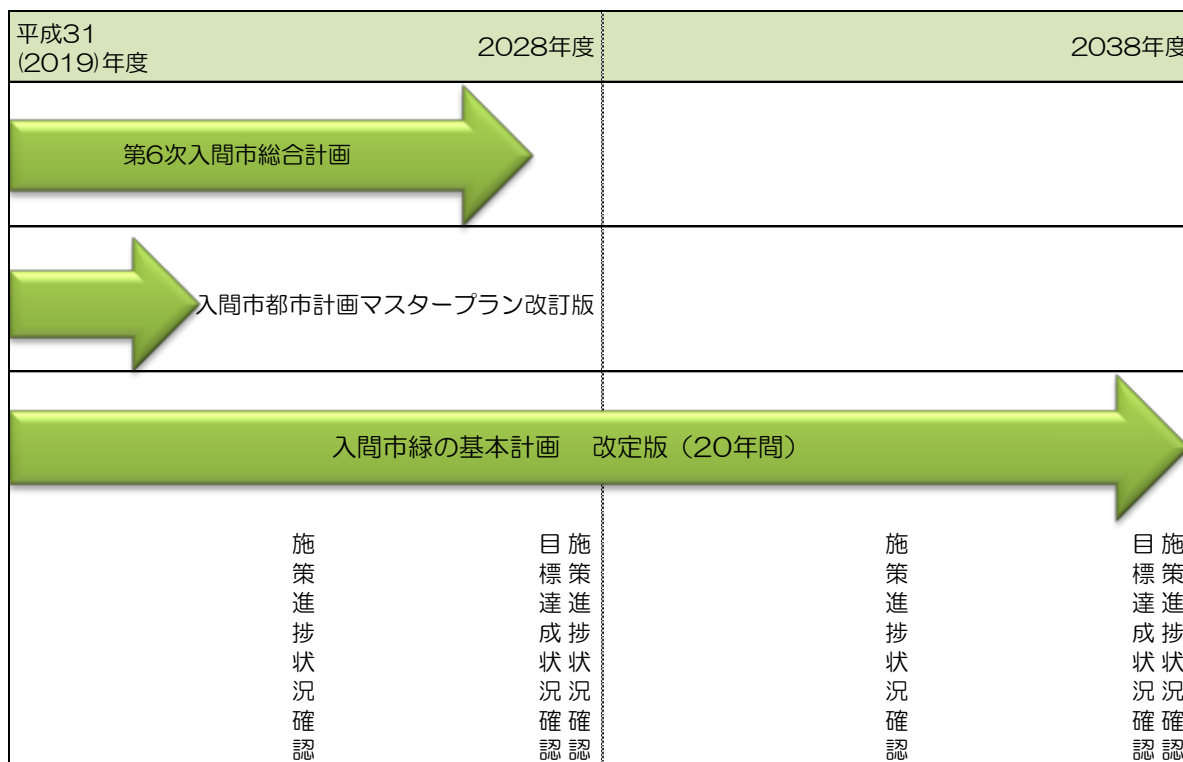 平成31
(2019)年度
2028年度
2038年度
第6次入間市総合計画
入間市都市計画マスタープラン改訂版
入間市緑の基本計画　改定版（20年間）
施策進捗状況確認
施策進捗状況確認
目標達成状況確認
施策進捗状況確認
施策進捗状況確認
目標達成状況確認